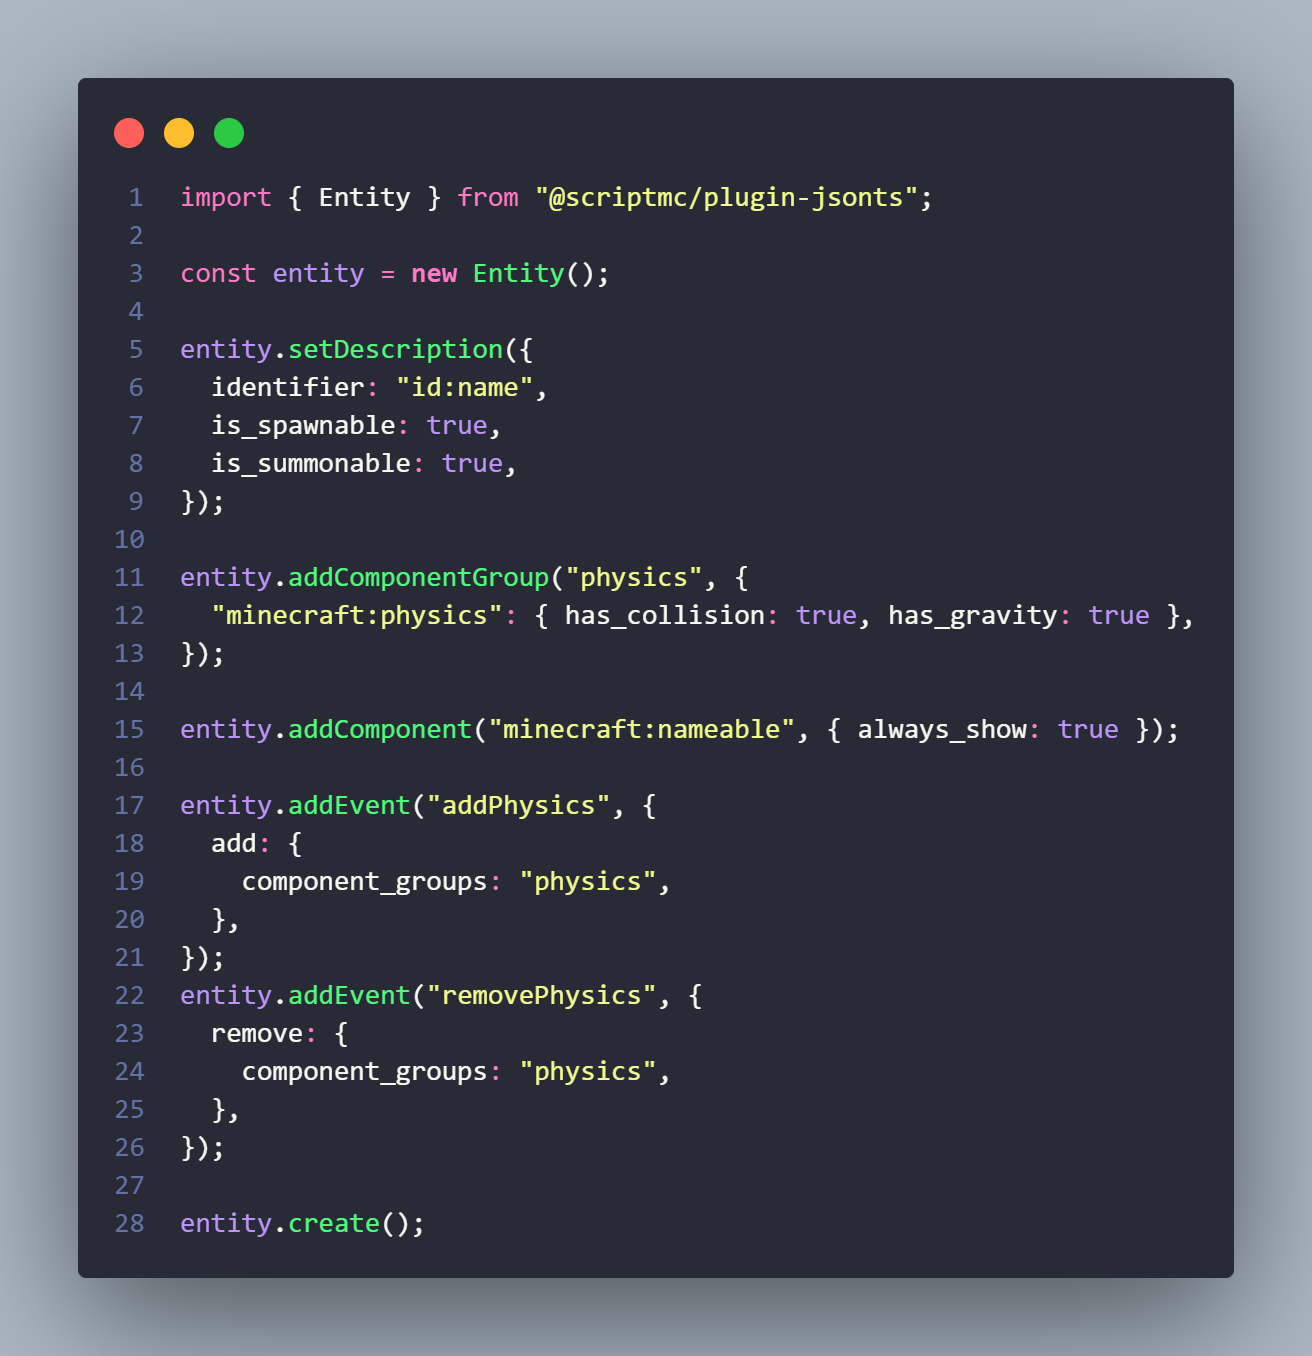 1 import { Entity } from "@scriptmc/plugin-jsonts";
2
3 const entity = new Entity();
4
5 entity.setDescription({
6   identifier: "id:name",
7   is_spawnable: true,
8   is_summonable: true,
9 });
10
11 entity.addComponentGroup("physics", {
12   "minecraft:physics": { has_collision: true, has_gravity: true },
13 });
14
15 entity.addComponent("minecraft:nameable", { always_show: true });
16
17 entity.addEvent("addPhysics", {
18   add: {
19     component_groups: "physics",
20   },
21 });
22 entity.addEvent("removePhysics", {
23   remove: {
24     component_groups: "physics",
25   },
26 });
27
28 entity.create();